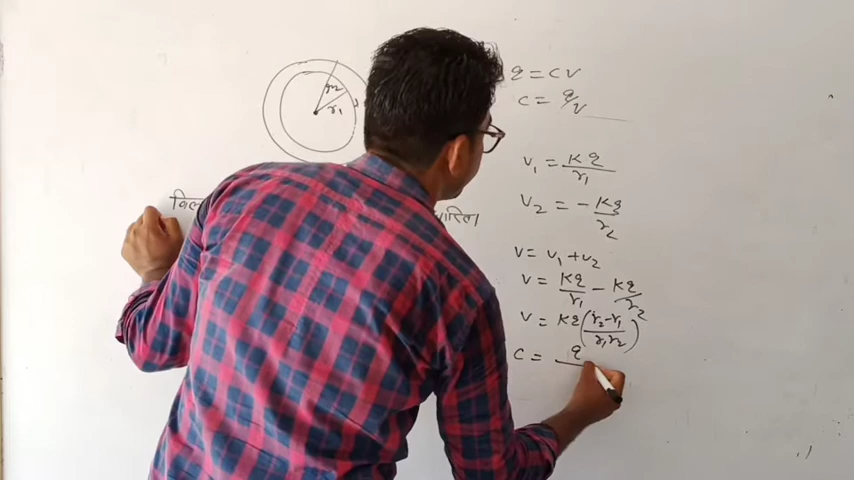 r₂
r₁
q = CV
C = q/V
V₁ = Kq/r₁
V₂ = - Kq/r₂
V = V₁ + V₂
V = Kq/r₁ - Kq/r₂
V = Kq(r₂-r₁/r₁r₂)
C = q